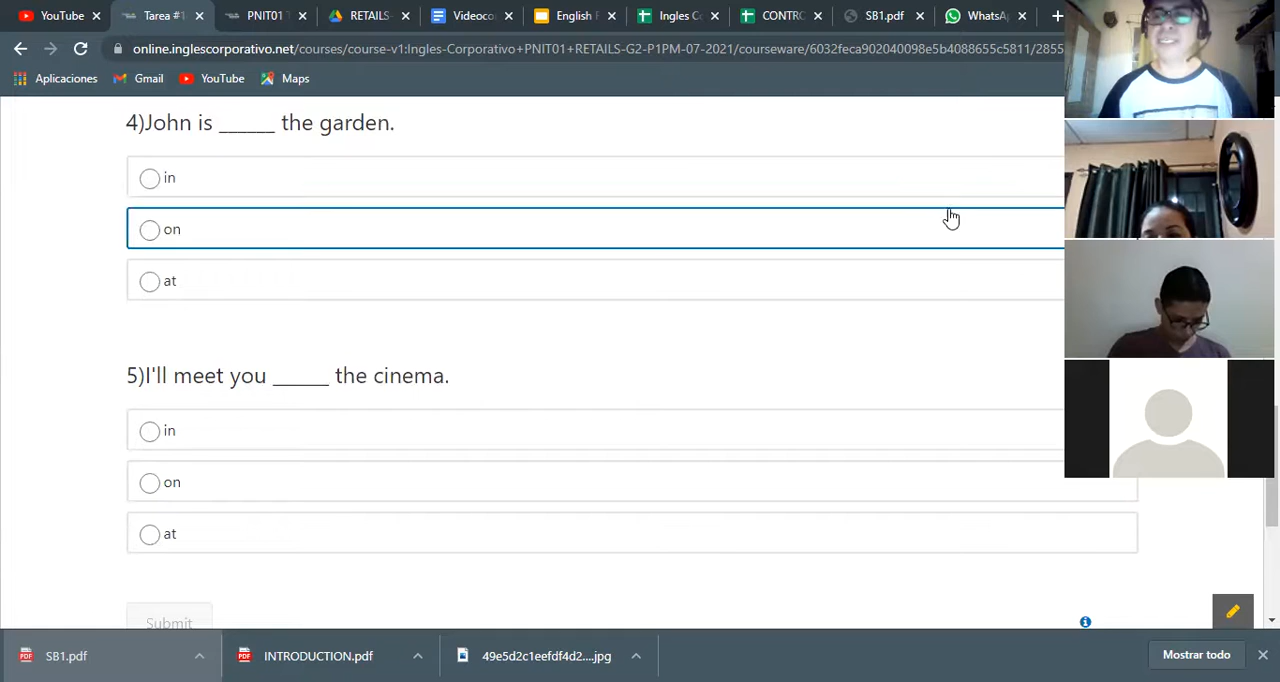 YouTube
Tarea #1
PNIT01 T
RETAILS-
Videoco
English F
Ingles Co
CONTRO
SB1.pdf
WhatsA
online.inglescorporativo.net/courses/course-v1:Ingles-Corporativo+PNIT01+RETAILS-G2-P1PM-07-2021/courseware/6032feca902040098e5b4088655c5811/2855
Aplicaciones
Gmail
YouTube
Maps
4)John is ______ the garden.
in
on
at
5)I'll meet you ______ the cinema.
in
on
at
Submit
SB1.pdf
INTRODUCTION.pdf
49e5d2c1eefdf4d2....jpg
Mostrar todo